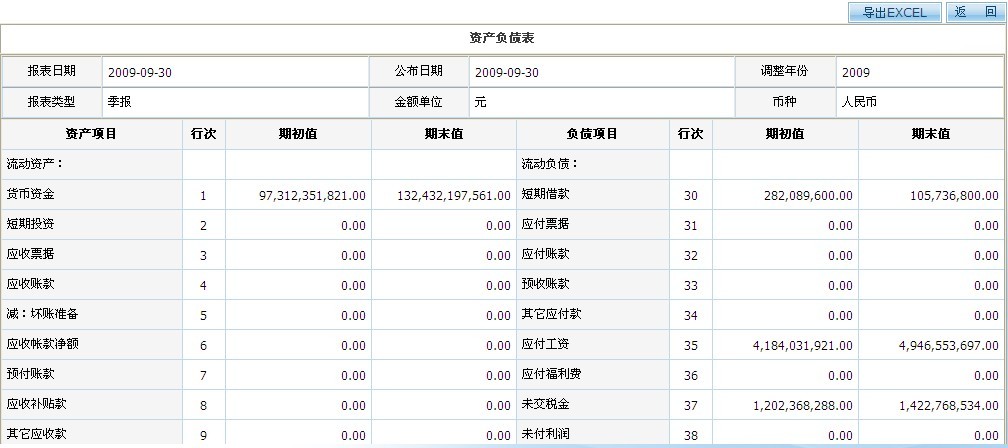 导出EXCEL 返 回
资产负债表
报表日期 2009-09-30 公布日期 2009-09-30 调整年份 2009
报表类型 季报 金额单位 元 币种 人民币
资产项目 行次 期初值 期末值 负债项目 行次 期初值 期末值
流动资产： 流动负债：
货币资金 1 97,312,351,821.00 132,432,197,561.00 短期借款 30 282,089,600.00 105,736,800.00
短期投资 2 0.00 0.00 应付票据 31 0.00 0.00
应收票据 3 0.00 0.00 应付账款 32 0.00 0.00
应收账款 4 0.00 0.00 预收账款 33 0.00 0.00
减：坏账准备 5 0.00 0.00 其它应付款 34 0.00 0.00
应收帐款净额 6 0.00 0.00 应付工资 35 4,184,031,921.00 4,946,553,697.00
预付账款 7 0.00 0.00 应付福利费 36 0.00 0.00
应收补贴款 8 0.00 0.00 未交税金 37 1,202,368,288.00 1,422,768,534.00
其它应收款 9 0.00 0.00 未付利润 38 0.00 0.00